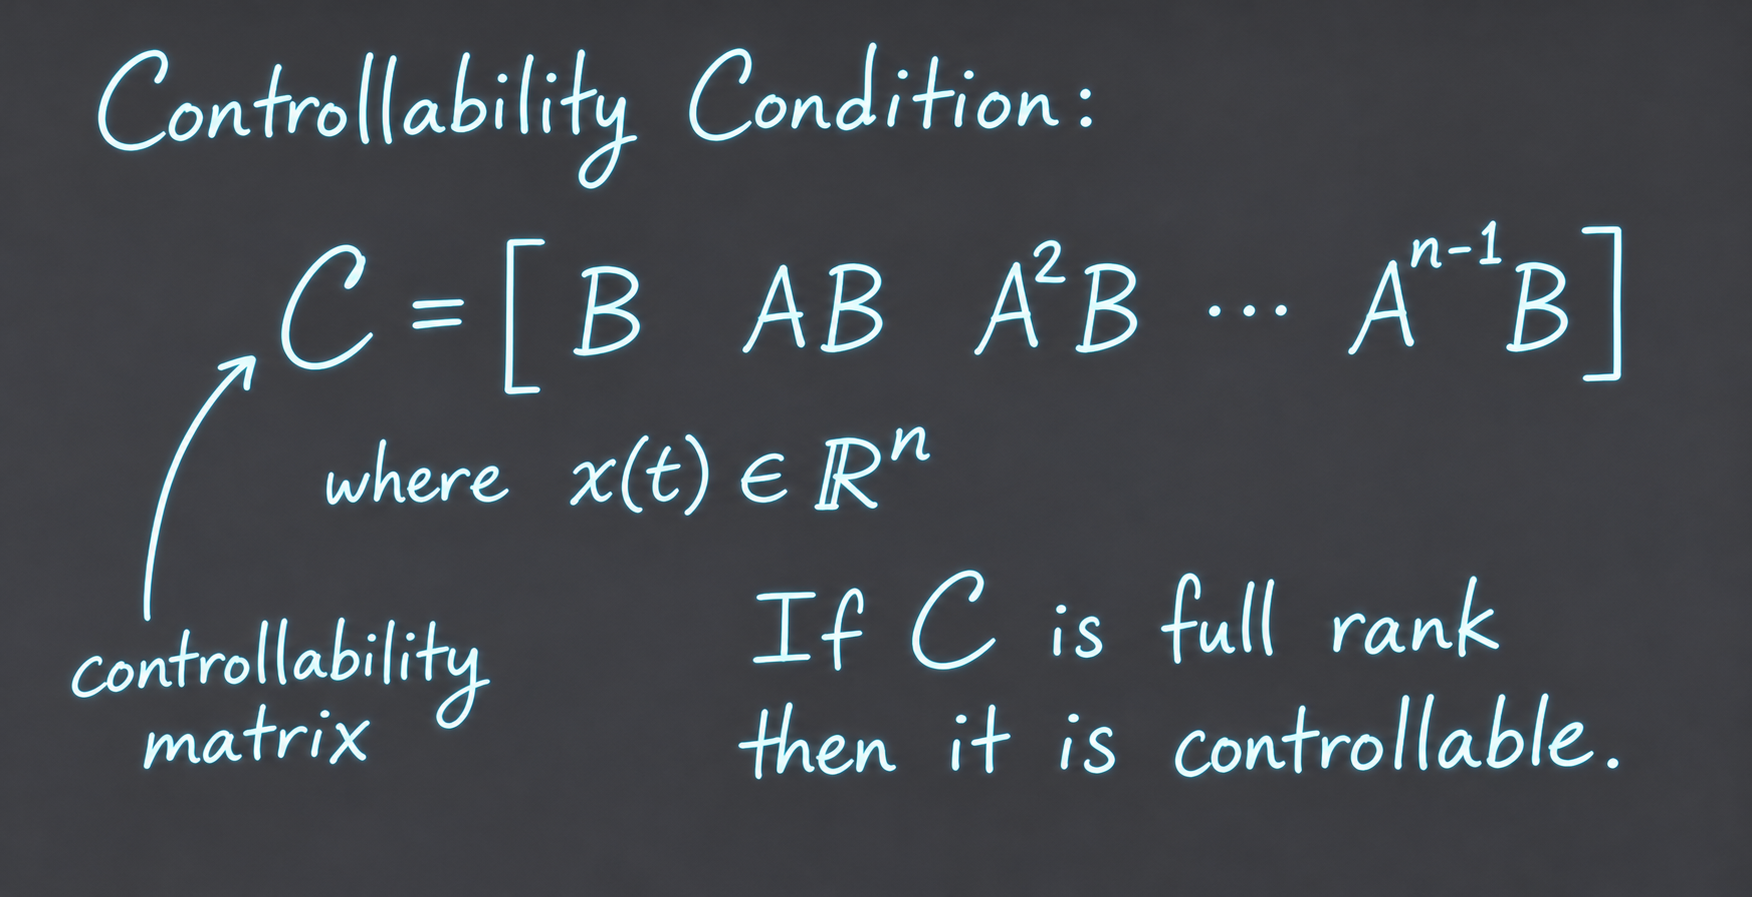 Controllability Condition:
C = [ B AB A²B ⋯ Aⁿ⁻¹B ]
where x(t) ∈ ℝⁿ
controllability
matrix
If C is full rank
then it is controllable.